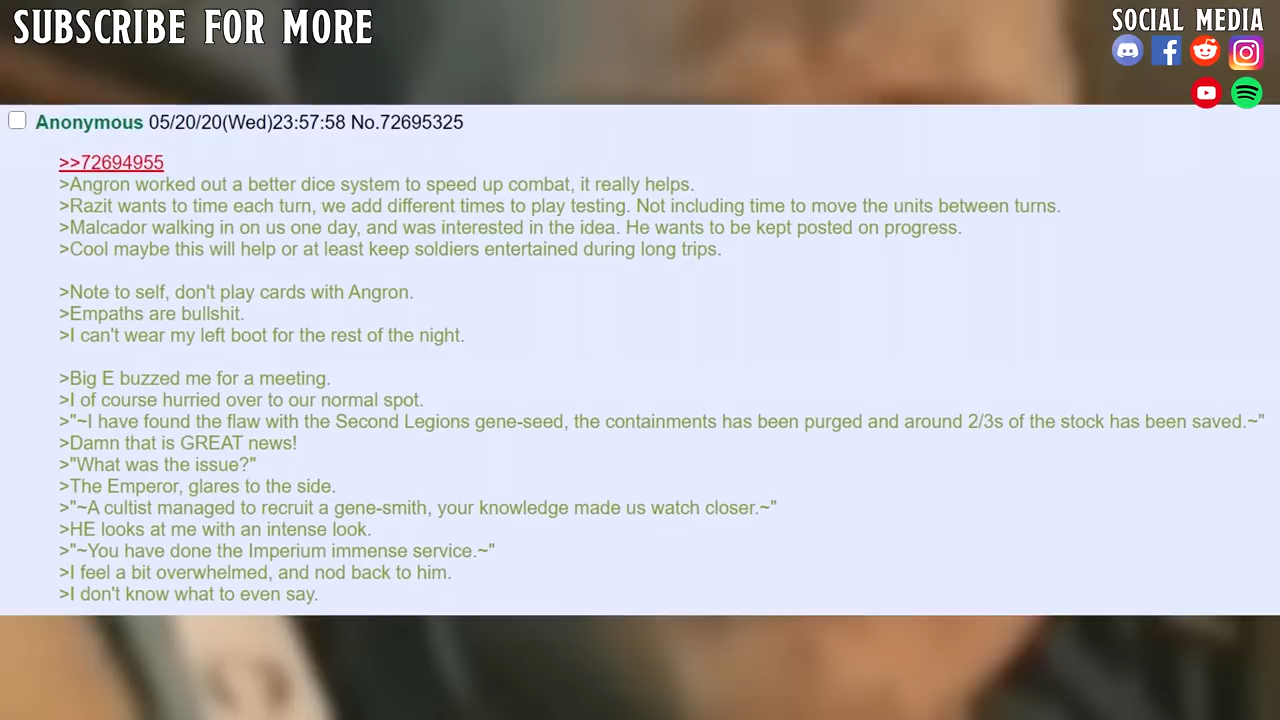 SUBSCRIBE FOR MORE
SOCIAL MEDIA
Anonymous 05/20/20(Wed)23:57:58 No.72695325
>>72694955
>Angron worked out a better dice system to speed up combat, it really helps.
>Razit wants to time each turn, we add different times to play testing. Not including time to move the units between turns.
>Malcador walking in on us one day, and was interested in the idea. He wants to be kept posted on progress.
>Cool maybe this will help or at least keep soldiers entertained during long trips.
>Note to self, don't play cards with Angron.
>Empaths are bullshit.
>I can't wear my left boot for the rest of the night.
>Big E buzzed me for a meeting.
>I of course hurried over to our normal spot.
>"~I have found the flaw with the Second Legions gene-seed, the containments has been purged and around 2/3s of the stock has been saved.~"
>Damn that is GREAT news!
>"What was the issue?"
>The Emperor, glares to the side.
>"~A cultist managed to recruit a gene-smith, your knowledge made us watch closer.~"
>HE looks at me with an intense look.
>"~You have done the Imperium immense service.~"
>I feel a bit overwhelmed, and nod back to him.
>I don't know what to even say.